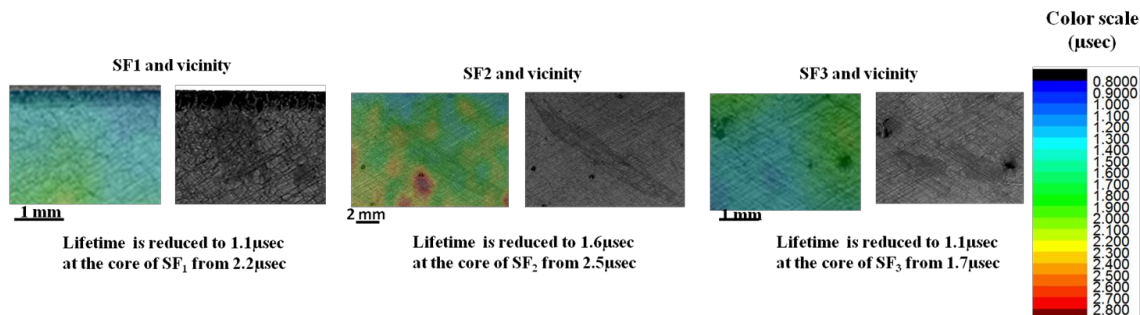 SF1 and vicinity
1 mm
Lifetime is reduced to 1.1μsec
at the core of SF1 from 2.2μsec
SF2 and vicinity
2 mm
Lifetime is reduced to 1.6μsec
at the core of SF2 from 2.5μsec
SF3 and vicinity
1 mm
Lifetime is reduced to 1.1μsec
at the core of SF3 from 1.7μsec
Color scale
(μsec)
0.8000
0.9000
1.000
1.100
1.200
1.300
1.400
1.500
1.600
1.700
1.800
1.900
2.000
2.100
2.200
2.300
2.400
2.500
2.600
2.700
2.800